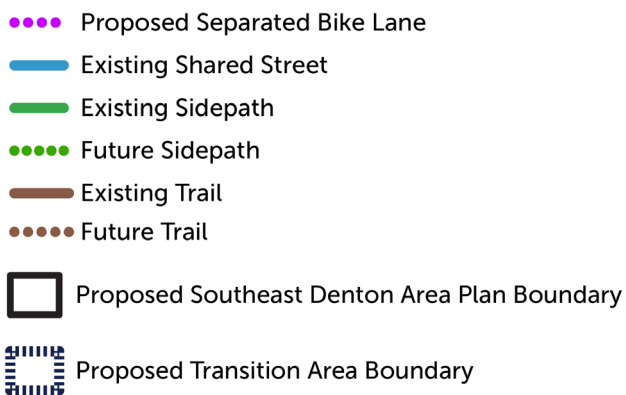 Proposed Separated Bike Lane
Existing Shared Street
Existing Sidepath
Future Sidepath
Existing Trail
Future Trail
Proposed Southeast Denton Area Plan Boundary
Proposed Transition Area Boundary